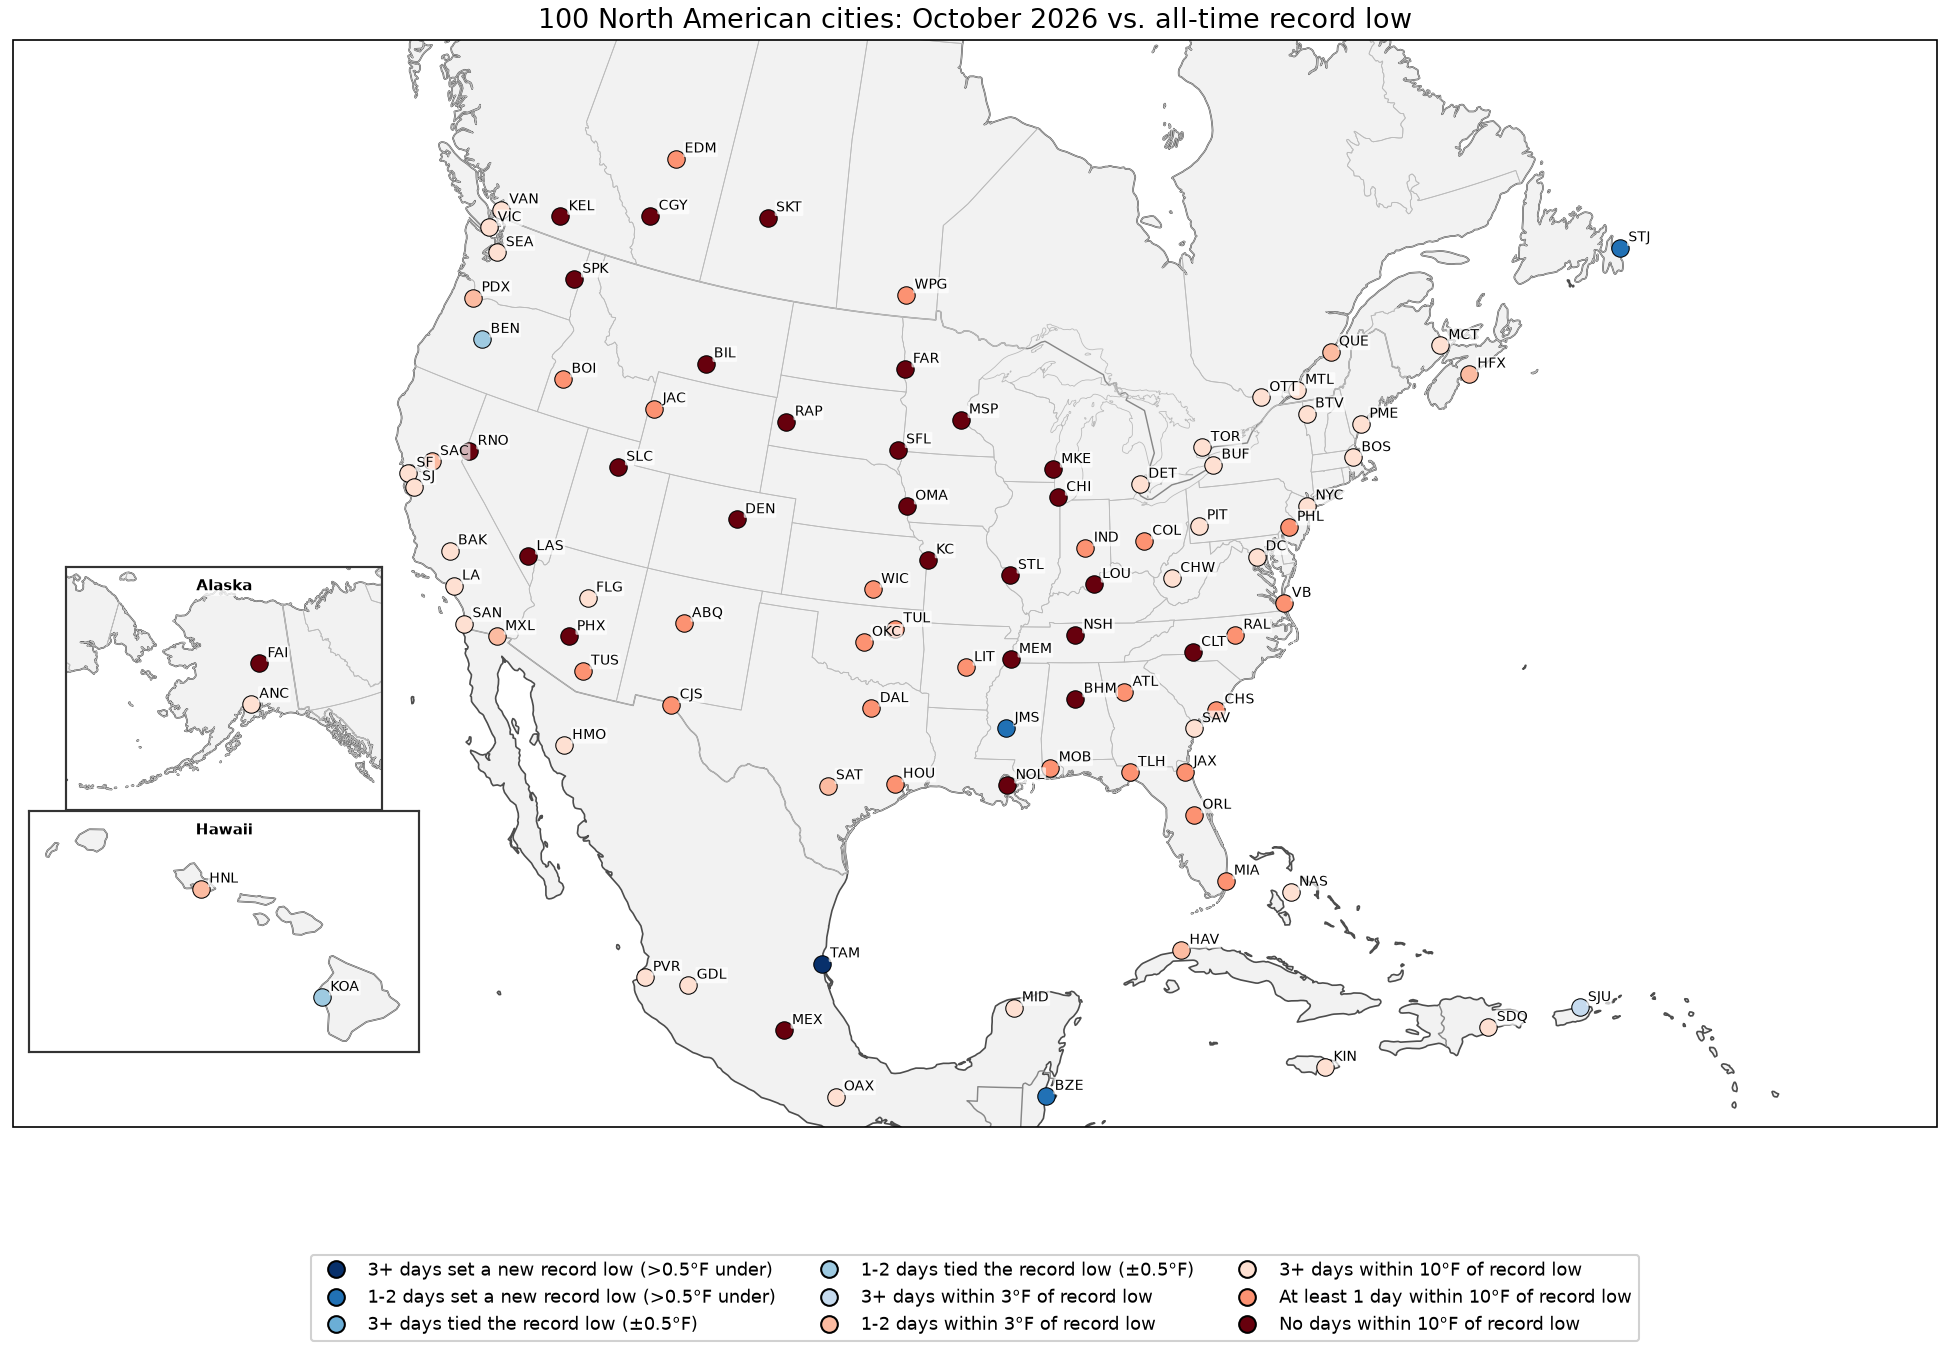 100 North American cities: October 2026 vs. all-time record low
EDM
VAN
KEL
CGY
SKT
VIC
STJ
SEA
SPK
PDX
WPG
BEN
QUE
MCT
BIL
FAR
HFX
BOI
JAC
OTT
MTL
RAP
MSP
BTV
PME
RNO
SFL
TOR
BOS
SAC
SF
SLC
MKE
BUF
SJ
DET
CHI
OMA
NYC
DEN
PIT
PHL
BAK
LAS
IND
COL
KC
DC
STL
LOU
CHW
LA
FLG
WIC
VB
SAN
MXL
PHX
ABQ
TUL
OKC
NSH
RAL
CLT
MEM
TUS
LIT
CJS
DAL
BHM
ATL
CHS
JMS
SAV
HMO
MOB
TLH
JAX
SAT
HOU
NOL
ORL
MIA
NAS
HAV
TAM
PVR
GDL
MID
SJU
MEX
SDQ
KIN
OAX
BZE
Alaska
FAI
ANC
Hawaii
HNL
KOA
3+ days set a new record low (>0.5°F under)
1-2 days set a new record low (>0.5°F under)
3+ days tied the record low (±0.5°F)
1-2 days tied the record low (±0.5°F)
3+ days within 3°F of record low
1-2 days within 3°F of record low
3+ days within 10°F of record low
At least 1 day within 10°F of record low
No days within 10°F of record low